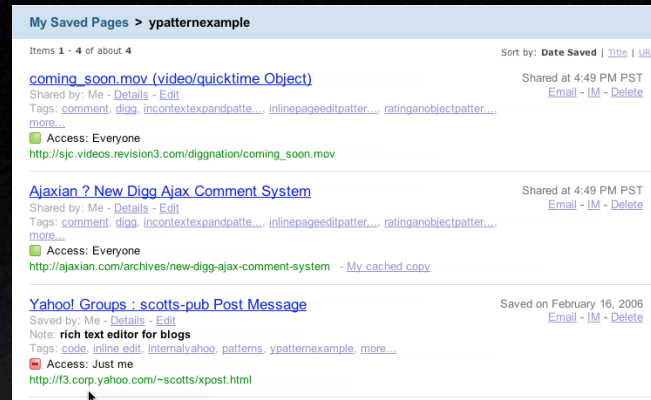 My Saved Pages > ypatternexample
Items 1 - 4 of about 4
Sort by: Date Saved | Title | UR
coming_soon.mov (video/quicktime Object)
Shared at 4:49 PM PST
Shared by: Me - Details - Edit
Email - IM - Delete
Tags: comment, digg, incontextexpandpatte..., inlinepageeditpatter..., ratinganobjectpatter...,
more...
Access: Everyone
http://sjc.videos.revision3.com/diggnation/coming_soon.mov
Ajaxian ? New Digg Ajax Comment System
Shared at 4:49 PM PST
Shared by: Me - Details - Edit
Email - IM - Delete
Tags: comment, digg, incontextexpandpatte..., inlinepageeditpatter..., ratinganobjectpatter...,
more...
Access: Everyone
http://ajaxian.com/archives/new-digg-ajax-comment-system - My cached copy
Yahoo! Groups : scotts-pub Post Message
Saved on February 16, 2006
Saved by: Me - Details - Edit
Email - IM - Delete
Note: rich text editor for blogs
Tags: code, inline edit, internalyahoo, patterns, ypatternexample, more...
Access: Just me
http://f3.corp.yahoo.com/~scotts/xpost.html